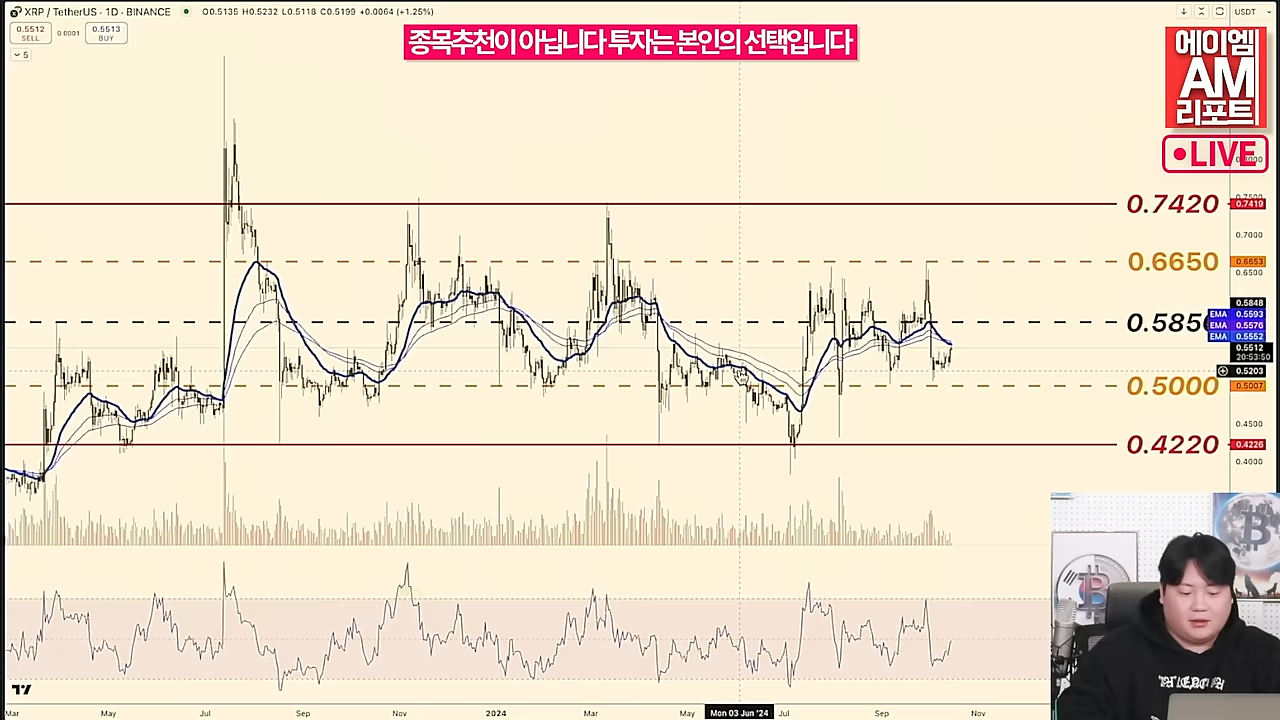 XRP / TetherUS · 1D · BINANCE
O0.5135 H0.5232 L0.5118 C0.5199 +0.0064 (+1.25%)
USDT
0.5512
SELL
0.0001
0.5513
BUY
5
종목추천이 아닙니다 투자는 본인의 선택입니다
에이엠
AM
리포트
LIVE
0.7420
0.7419
0.7000
0.6650
0.6653
0.6500
0.5848
EMA 0.5593
0.5850
EMA 0.5576
EMA 0.5552
0.5512
20:53:50
0.5203
0.5000
0.5007
0.4500
0.4220
0.4226
0.4000
Mar
May
Jul
Sep
Nov
2024
Mar
May
Mon 03 Jun '24
Jul
Sep
Nov